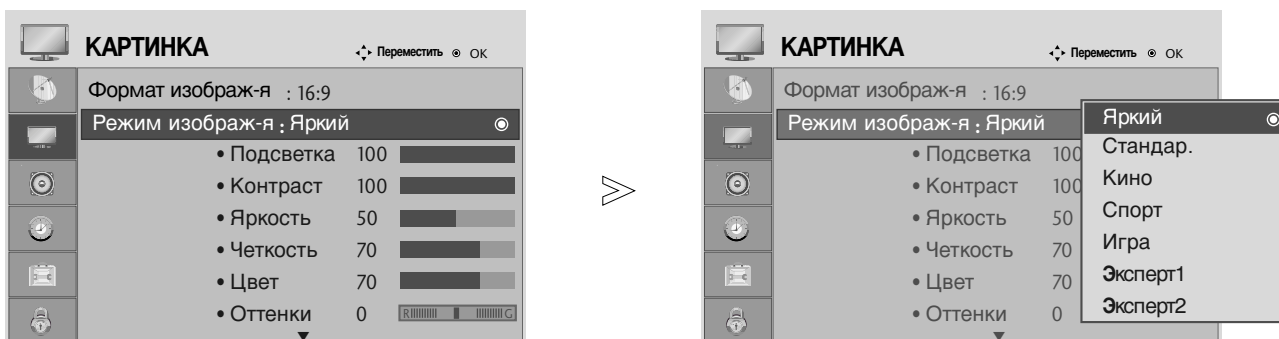 КАРТИНКА
Переместить OK
Формат изображ-я : 16:9
Режим изображ-я : Яркий
• Подсветка 100
• Контраст 100
• Яркость 50
• Четкость 70
• Цвет 70
• Оттенки 0 R G
КАРТИНКА
Переместить OK
Формат изображ-я : 16:9
Режим изображ-я : Яркий
• Подсветка 100
• Контраст 100
• Яркость 50
• Четкость 70
• Цвет 70
• Оттенки 0
Яркий
Стандар.
Кино
Спорт
Игра
Эксперт1
Эксперт2